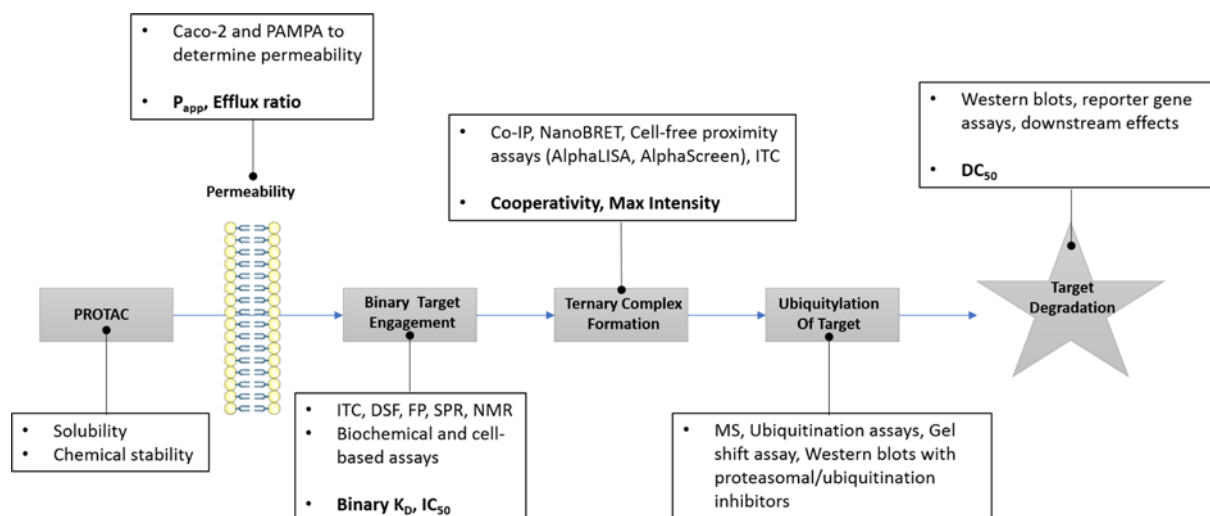 • Caco-2 and PAMPA to
determine permeability
• Papp, Efflux ratio
Permeability
• Co-IP, NanoBRET, Cell-free proximity
assays (AlphaLISA, AlphaScreen), ITC
• Cooperativity, Max Intensity
• Western blots, reporter gene
assays, downstream effects
• DC50
PROTAC
Binary Target
Engagement
Ternary Complex
Formation
Ubiquitylation
Of Target
Target
Degradation
• Solubility
• Chemical stability
• ITC, DSF, FP, SPR, NMR
• Biochemical and cell-
based assays
• Binary KD, IC50
• MS, Ubiquitination assays, Gel
shift assay, Western blots with
proteasomal/ubiquitination
inhibitors